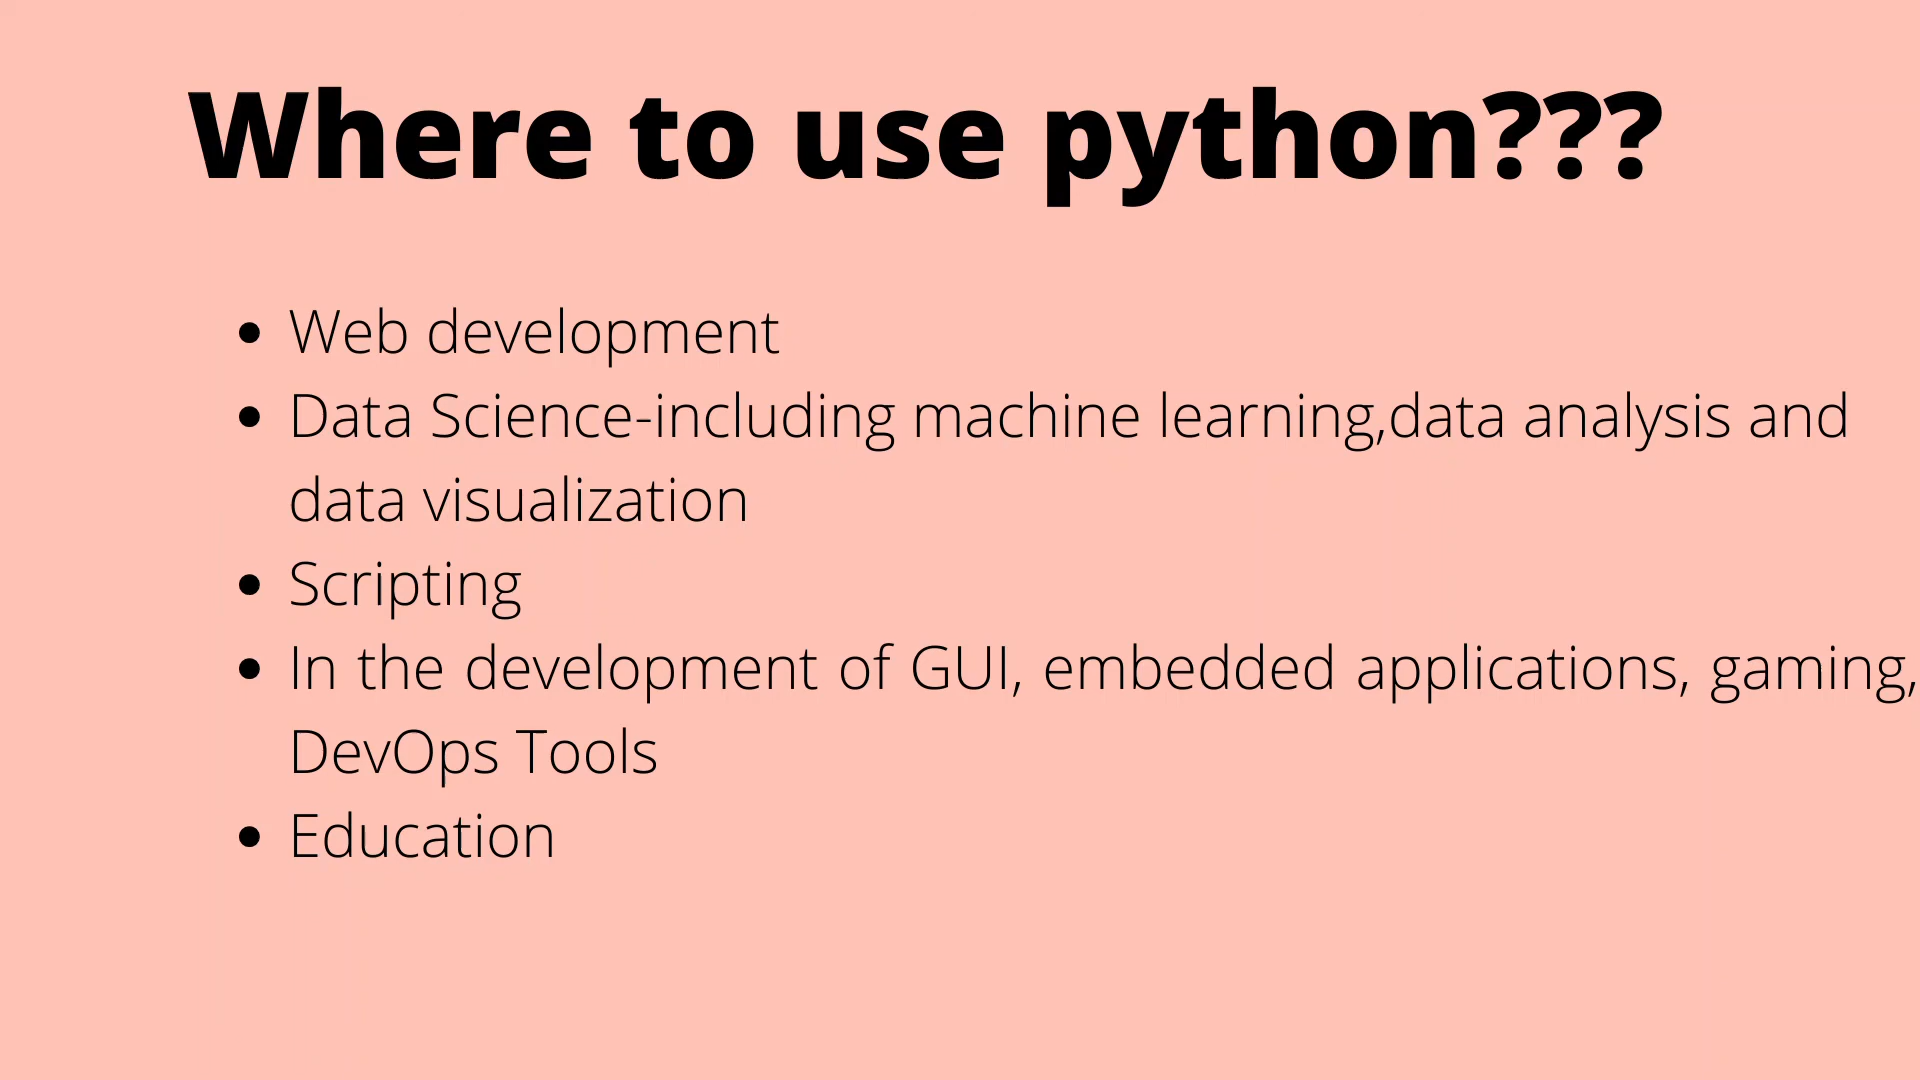 Where to use python???
• Web development
• Data Science-including machine learning,data analysis and
data visualization
• Scripting
• In the development of GUI, embedded applications, gaming,
DevOps Tools
• Education